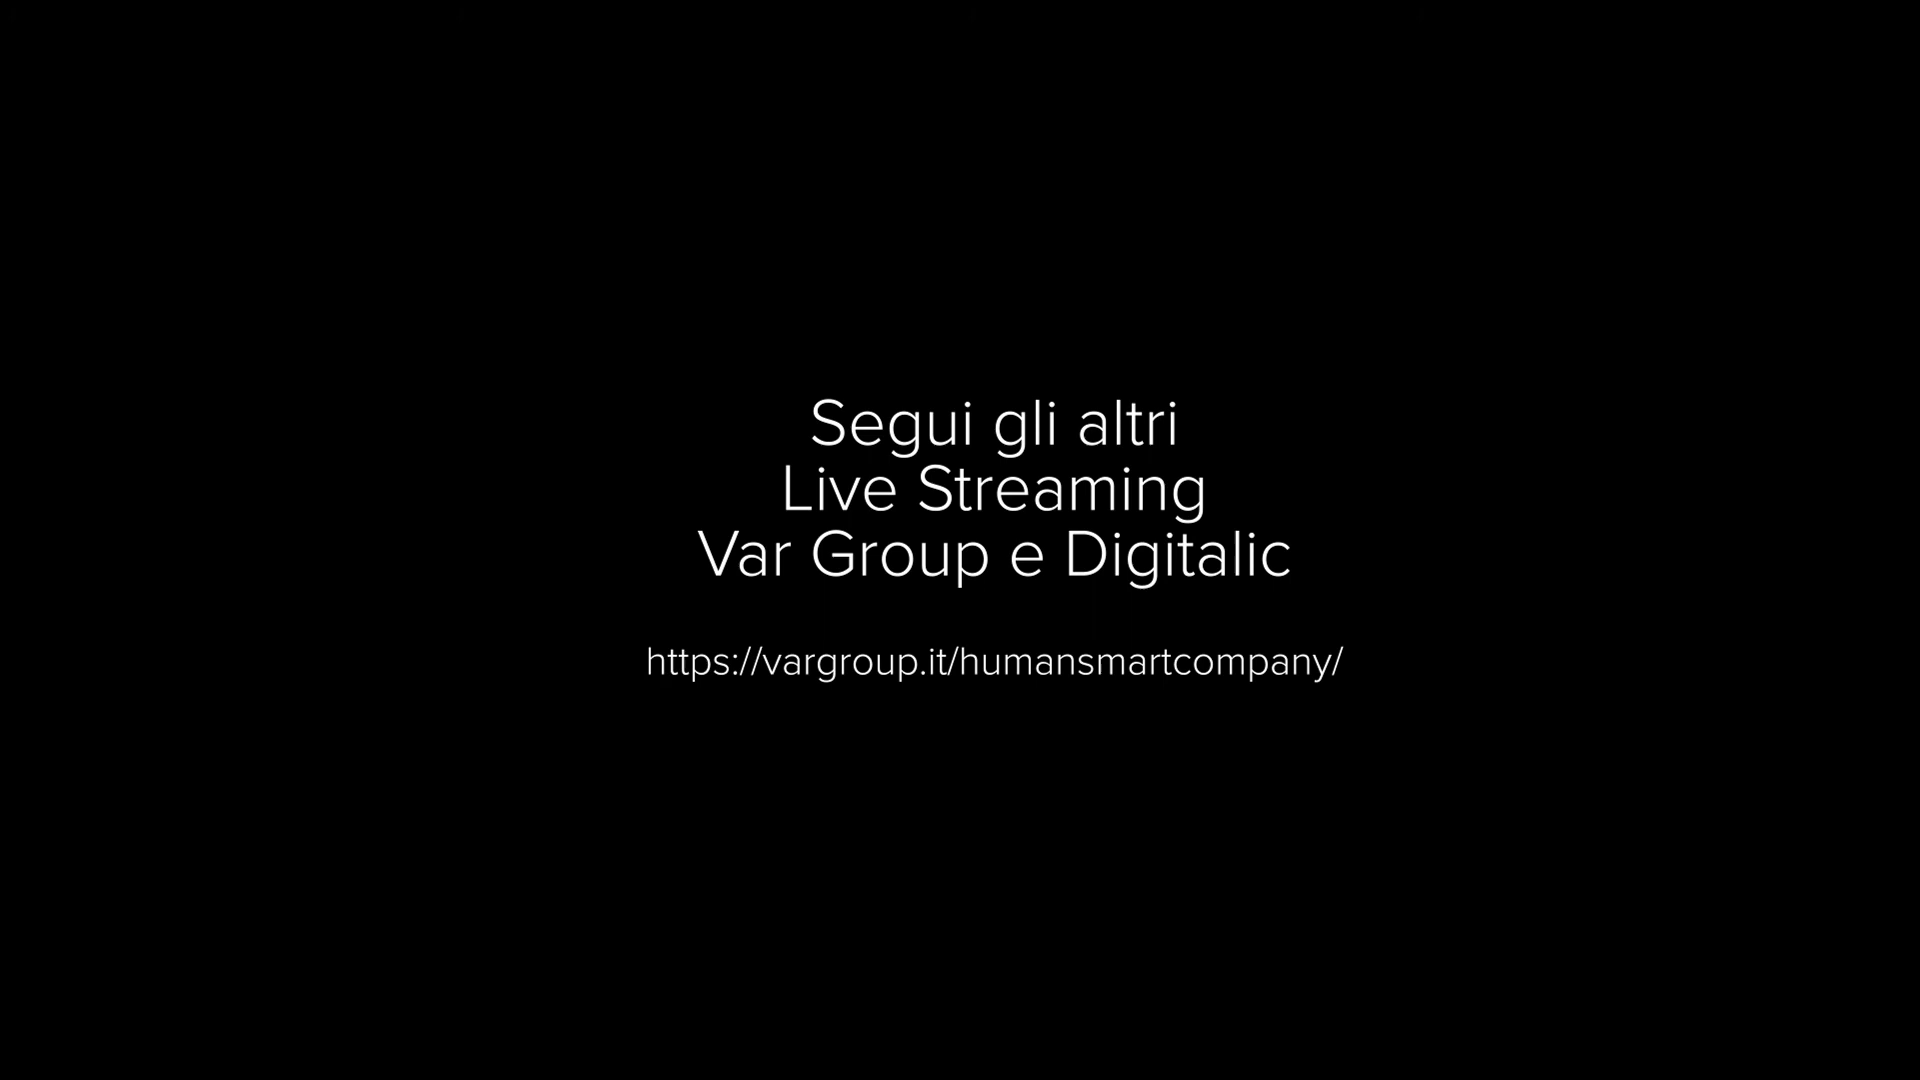 Segui gli altri
Live Streaming
Var Group e Digitalic
https://vargroup.it/humansmartcompany/